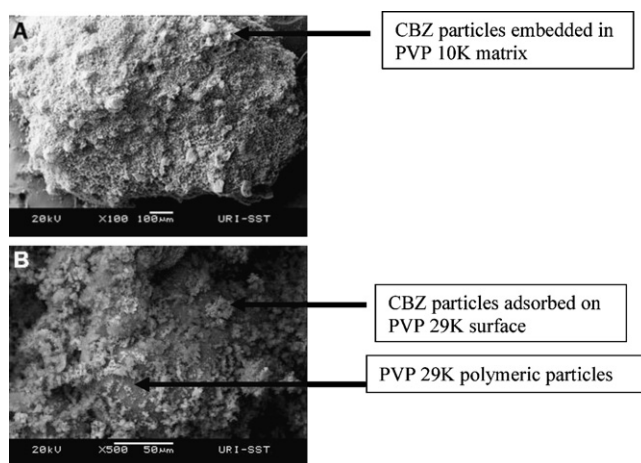 A
CBZ particles embedded in
PVP 10K matrix
20kV X100 100μm URI-SST
B
CBZ particles adsorbed on
PVP 29K surface
PVP 29K polymeric particles
20kV X500 50μm URI-SST